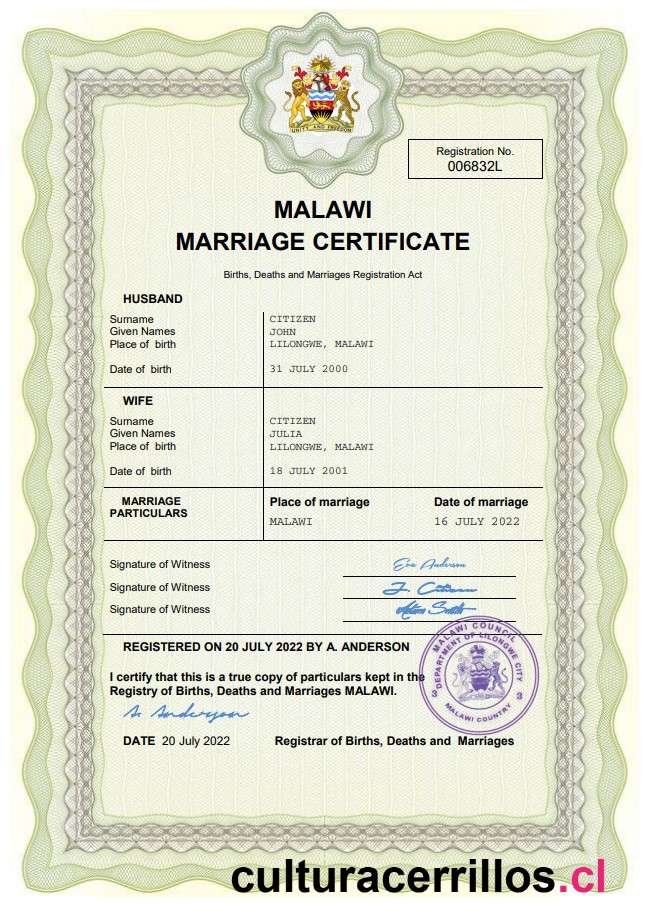 UNITY AND FREEDOM
Registration No.
006832L
MALAWI
MARRIAGE CERTIFICATE
Births, Deaths and Marriages Registration Act
HUSBAND
Surname CITIZEN
Given Names JOHN
Place of birth LILONGWE, MALAWI
Date of birth 31 JULY 2000
WIFE
Surname CITIZEN
Given Names JULIA
Place of birth LILONGWE, MALAWI
Date of birth 18 JULY 2001
MARRIAGE PARTICULARS
Place of marriage Date of marriage
MALAWI 16 JULY 2022
Signature of Witness Eva Anderson
Signature of Witness J. Citizen
Signature of Witness Smith
REGISTERED ON 20 JULY 2022 BY A. ANDERSON
I certify that this is a true copy of particulars kept in the
Registry of Births, Deaths and Marriages MALAWI.
A. Anderson
MALAWI COUNCIL
DEPARTMENT OF LILONGWE CITY
3 3
MALAWI COUNTRY
DATE 20 July 2022 Registrar of Births, Deaths and Marriages
culturacerrillos.cl